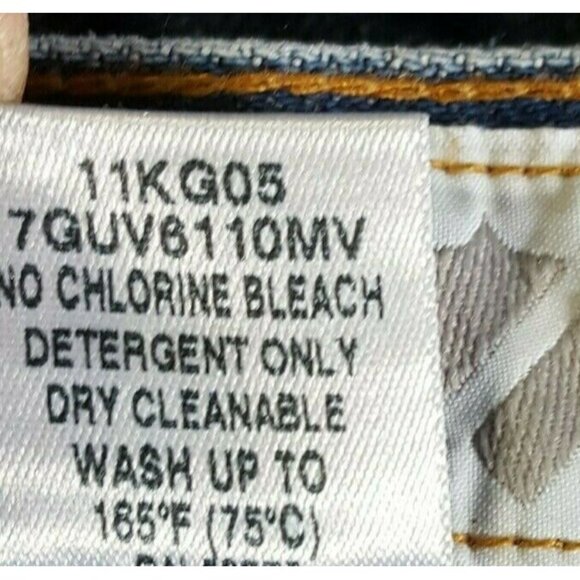 11KG05
7GUV6110MV
NO CHLORINE BLEACH
DETERGENT ONLY
DRY CLEANABLE
WASH UP TO
165°F (75°C)